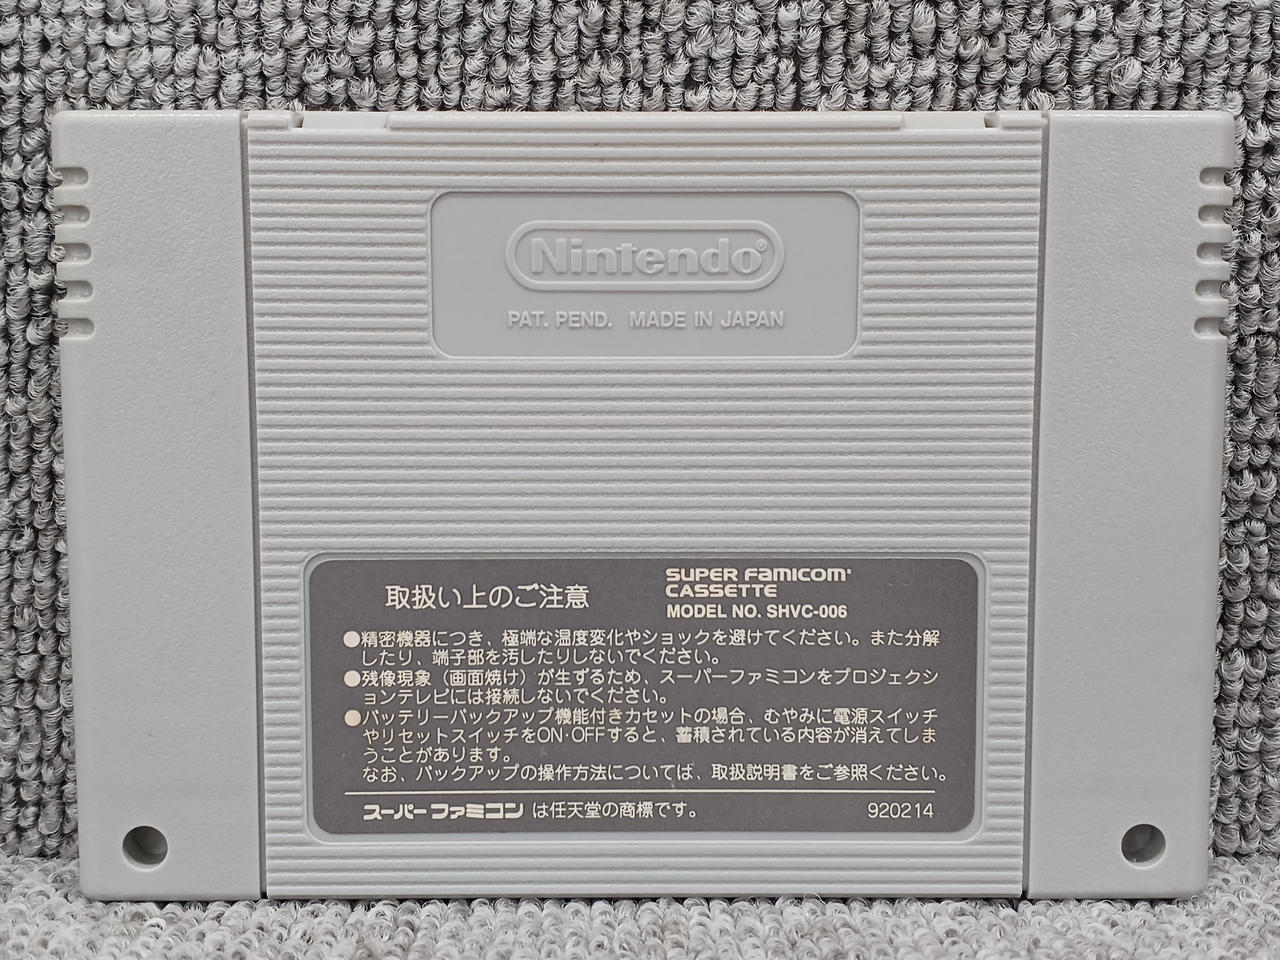 Nintendo®
PAT. PEND. MADE IN JAPAN
取扱い上のご注意
SUPER FAMICOM
CASSETTE
MODEL NO. SHVC-006
●精密機器につき、極端な温度変化やショックを避けてください。また分解
したり、端子部を汚したりしないでください。
●残像現象（画面焼け）が生ずるため、スーパーファミコンをプロジェクシ
ョンテレビには接続しないでください。
●バッテリーバックアップ機能付きカセットの場合、むやみに電源スイッチ
やリセットスイッチをON·OFFすると、蓄積されている内容が消えてしま
うことがあります。
なお、バックアップの操作方法については、取扱説明書をご参照ください。
スーパーファミコン は任天堂の商標です。
920214